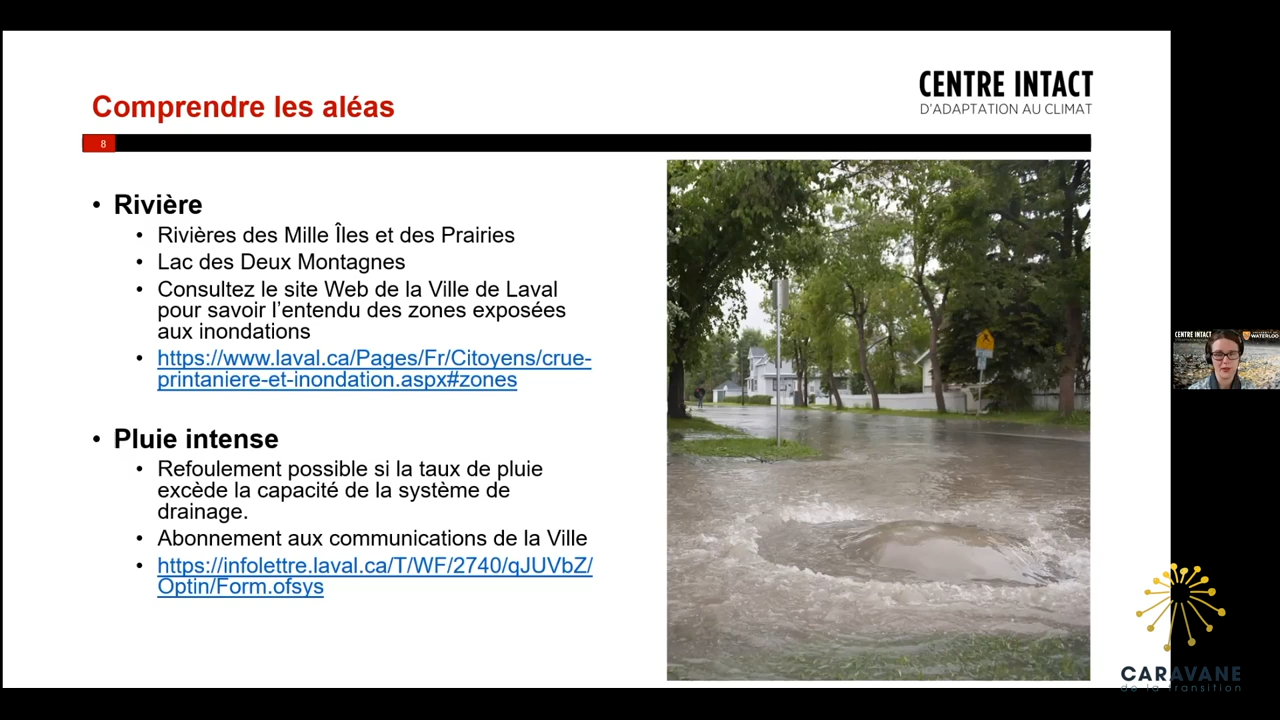 CENTRE INTACT
D'ADAPTATION AU CLIMAT
Comprendre les aléas
8
• Rivière
• Rivières des Mille Îles et des Prairies
• Lac des Deux Montagnes
• Consultez le site Web de la Ville de Laval
pour savoir l'entendu des zones exposées
aux inondations
• https://www.laval.ca/Pages/Fr/Citoyens/crue-
printaniere-et-inondation.aspx#zones
• Pluie intense
• Refoulement possible si la taux de pluie
excède la capacité de la système de
drainage.
• Abonnement aux communications de la Ville
• https://infolettre.laval.ca/T/WF/2740/qJUVbZ/
Optin/Form.ofsys
CENTRE INTACT
WATERLOO
CARAVANE
de la transition